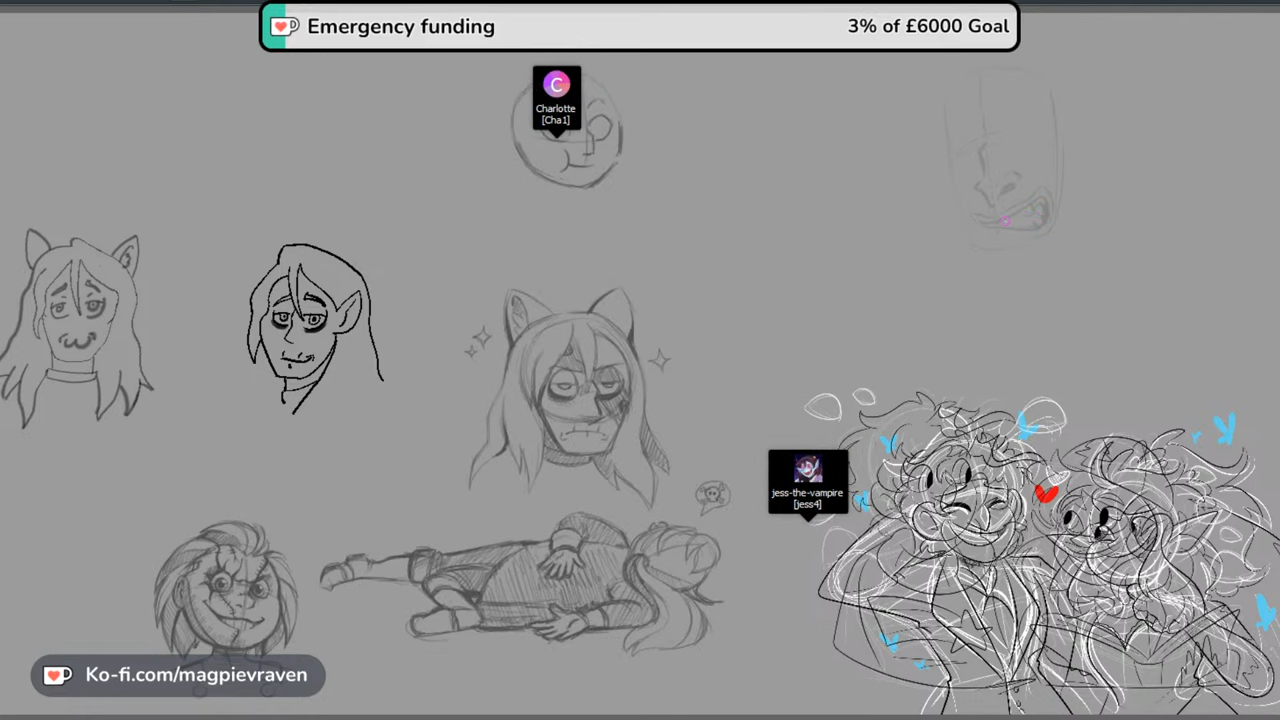 Emergency funding
3% of £6000 Goal
C
Charlotte
[Cha1]
jess-the-vampire
[jess4]
Ko-fi.com/magpievraven